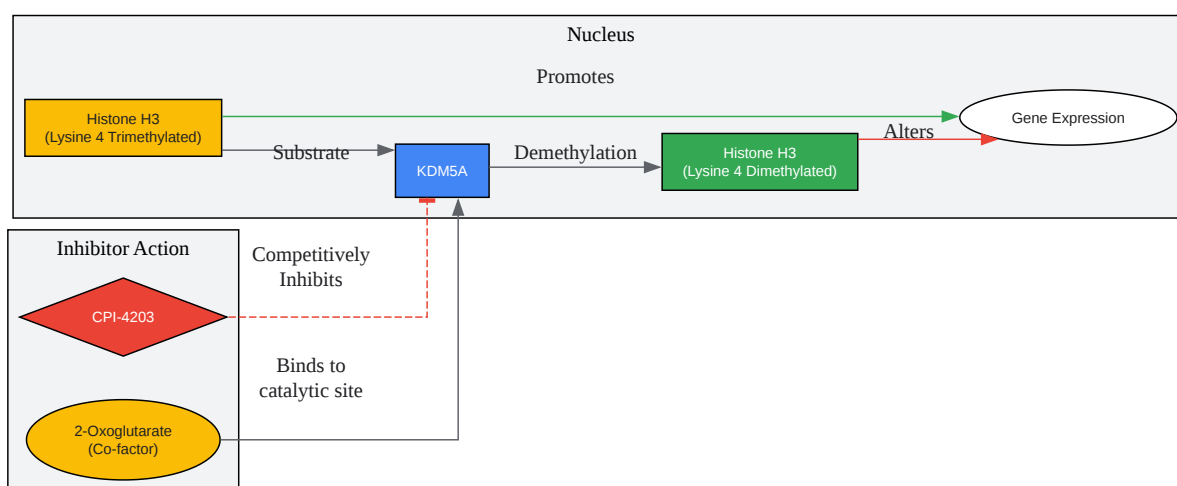 Nucleus
Promotes
Histone H3
(Lysine 4 Trimethylated)
Gene Expression
Substrate
KDM5A
Demethylation
Histone H3
(Lysine 4 Dimethylated)
Alters
Inhibitor Action
Competitively
Inhibits
CPI-4203
Binds to
catalytic site
2-Oxoglutarate
(Co-factor)